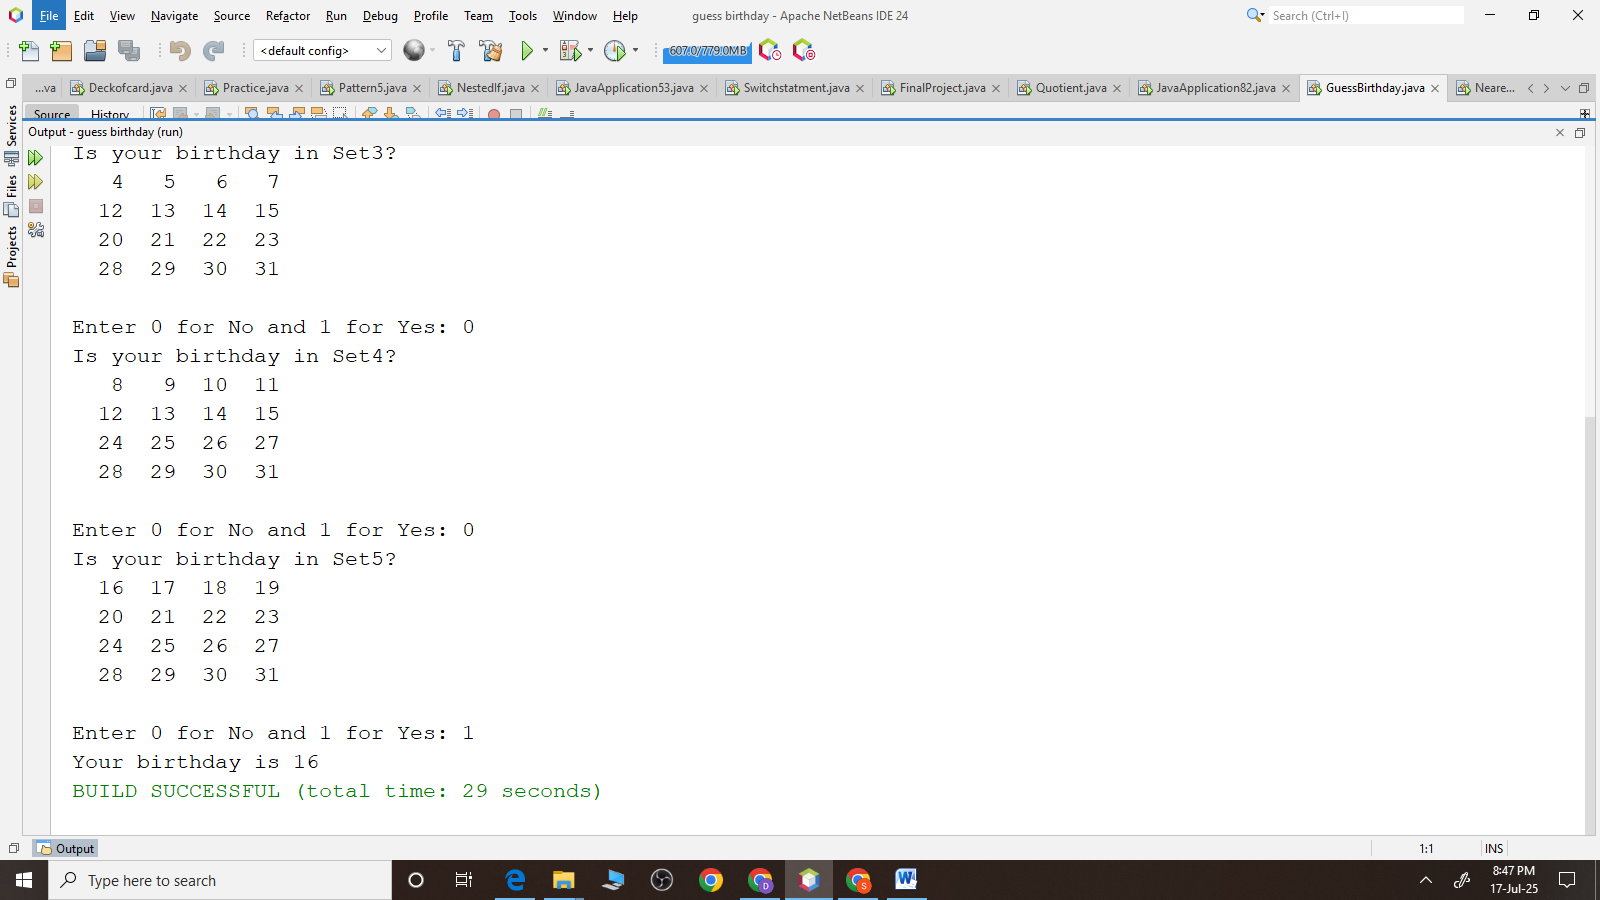 File Edit View Navigate Source Refactor Run Debug Profile Team Tools Window Help guess birthday - Apache NetBeans IDE 24 Search (Ctrl+I)
<default config> 607.0/779.0MB
...va Deckofcard.java Practice.java Pattern5.java NestedIf.java JavaApplication53.java Switchstatment.java FinalProject.java Quotient.java JavaApplication82.java GuessBirthday.java Neare...
Source History
Output - guess birthday (run)
Services
Files
Projects
Is your birthday in Set3?
4 5 6 7
12 13 14 15
20 21 22 23
28 29 30 31
Enter 0 for No and 1 for Yes: 0
Is your birthday in Set4?
8 9 10 11
12 13 14 15
24 25 26 27
28 29 30 31
Enter 0 for No and 1 for Yes: 0
Is your birthday in Set5?
16 17 18 19
20 21 22 23
24 25 26 27
28 29 30 31
Enter 0 for No and 1 for Yes: 1
Your birthday is 16
BUILD SUCCESSFUL (total time: 29 seconds)
Output
1:1 INS
Type here to search
8:47 PM
17-Jul-25